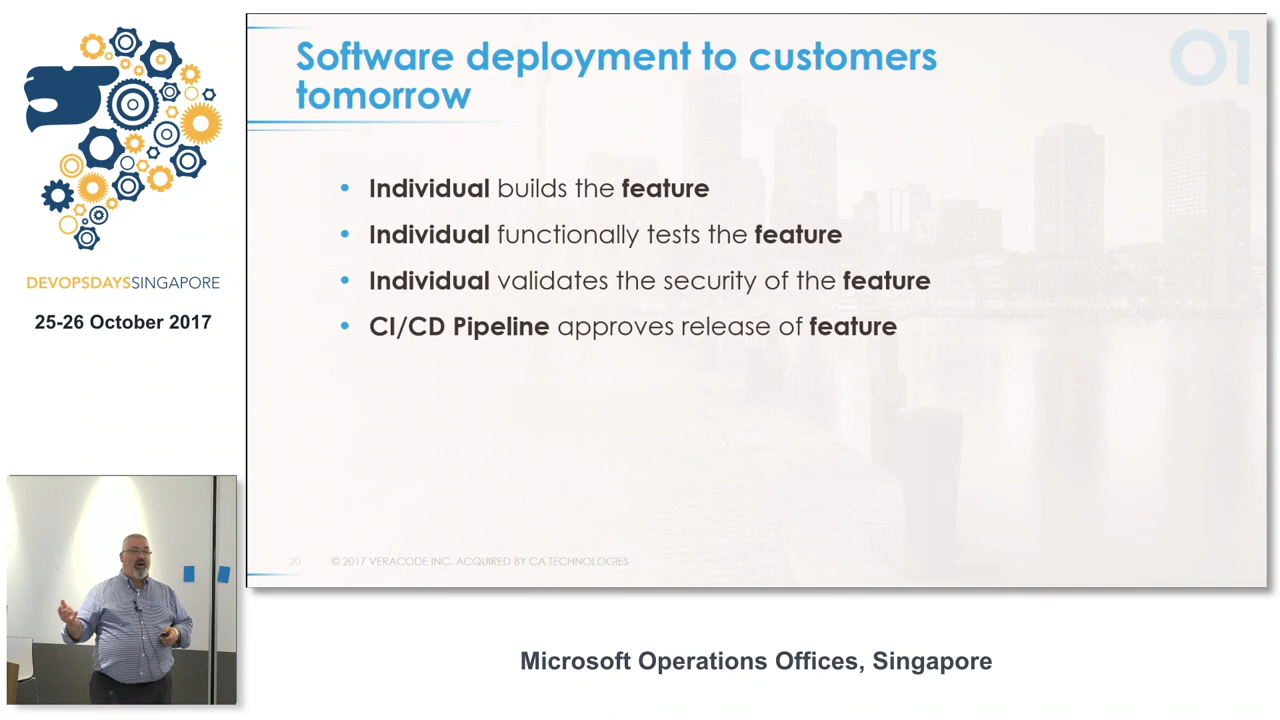 Software deployment to customers
tomorrow
01
• Individual builds the feature
• Individual functionally tests the feature
• Individual validates the security of the feature
• CI/CD Pipeline approves release of feature
20 © 2017 VERACODE INC. ACQUIRED BY CA TECHNOLOGIES
DEVOPSDAYSSINGAPORE
25-26 October 2017
Microsoft Operations Offices, Singapore